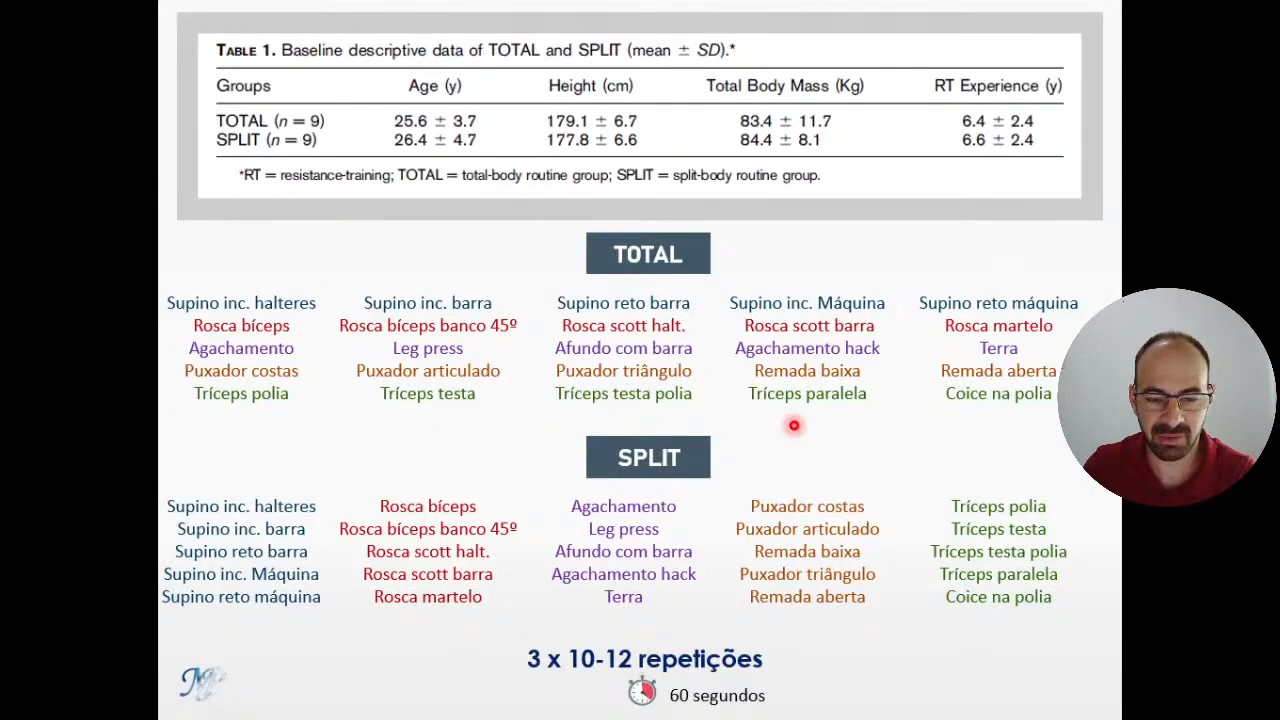 TABLE 1. Baseline descriptive data of TOTAL and SPLIT (mean ± SD).*
Groups Age (y) Height (cm) Total Body Mass (Kg) RT Experience (y)
TOTAL (n = 9) 25.6 ± 3.7 179.1 ± 6.7 83.4 ± 11.7 6.4 ± 2.4
SPLIT (n = 9) 26.4 ± 4.7 177.8 ± 6.6 84.4 ± 8.1 6.6 ± 2.4
*RT = resistance-training; TOTAL = total-body routine group; SPLIT = split-body routine group.
TOTAL
Supino inc. halteres Supino inc. barra Supino reto barra Supino inc. Máquina Supino reto máquina
Rosca bíceps Rosca bíceps banco 45º Rosca scott halt. Rosca scott barra Rosca martelo
Agachamento Leg press Afundo com barra Agachamento hack Terra
Puxador costas Puxador articulado Puxador triângulo Remada baixa Remada aberta
Tríceps polia Tríceps testa Tríceps testa polia Tríceps paralela Coice na polia
SPLIT
Supino inc. halteres Rosca bíceps Agachamento Puxador costas Tríceps polia
Supino inc. barra Rosca bíceps banco 45º Leg press Puxador articulado Tríceps testa
Supino reto barra Rosca scott halt. Afundo com barra Remada baixa Tríceps testa polia
Supino inc. Máquina Rosca scott barra Agachamento hack Puxador triângulo Tríceps paralela
Supino reto máquina Rosca martelo Terra Remada aberta Coice na polia
3 x 10-12 repetições
60 segundos